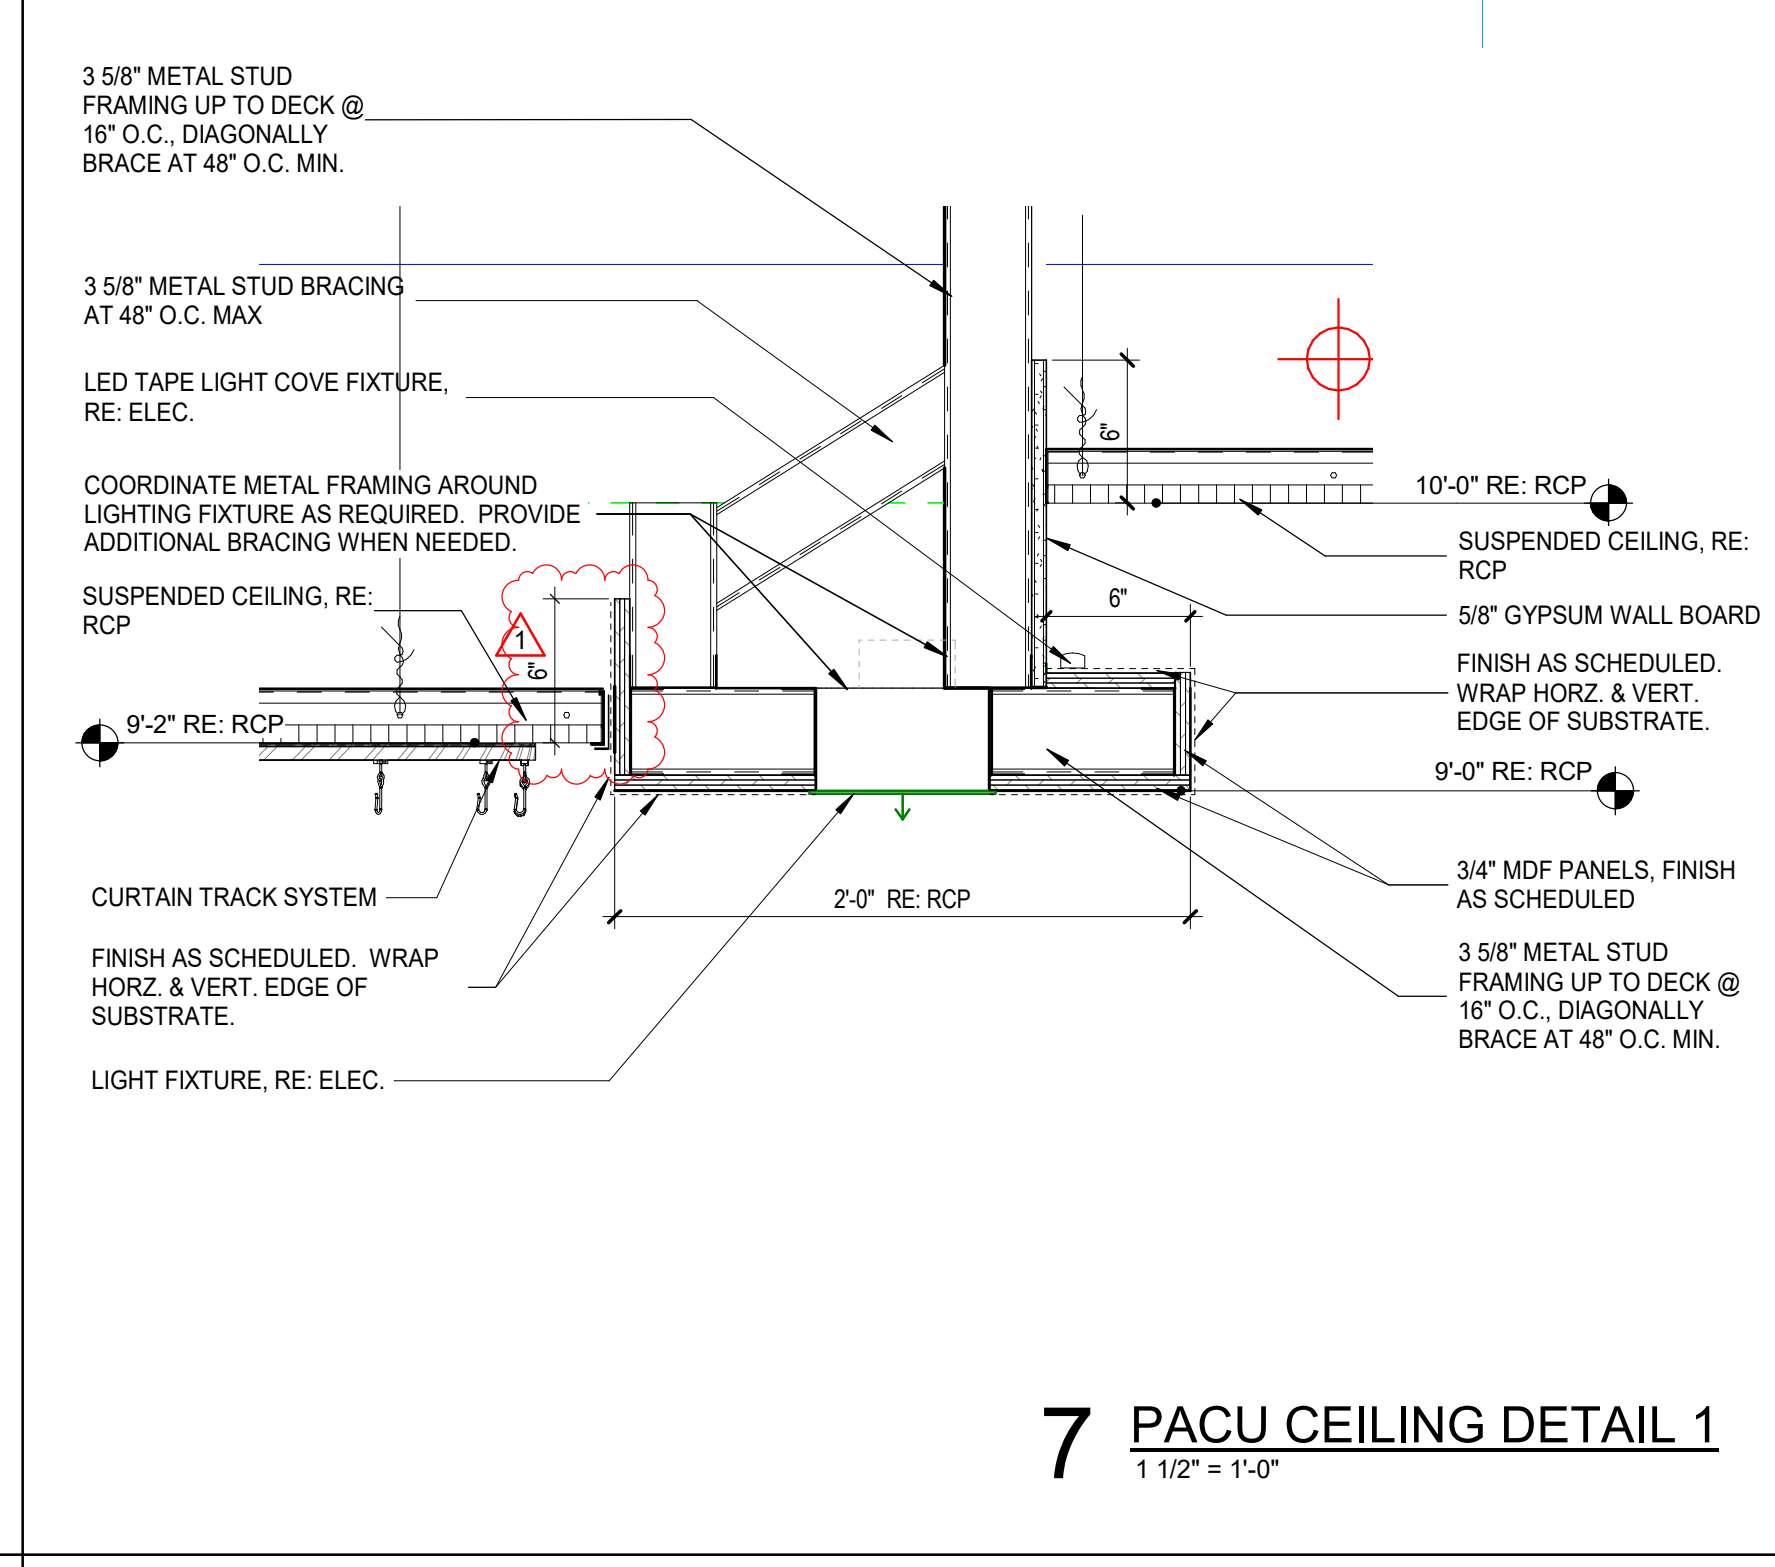 3 5/8" METAL STUD
FRAMING UP TO DECK @
16" O.C., DIAGONALLY
BRACE AT 48" O.C. MIN.
3 5/8" METAL STUD BRACING
AT 48" O.C. MAX
LED TAPE LIGHT COVE FIXTURE,
RE: ELEC.
COORDINATE METAL FRAMING AROUND
LIGHTING FIXTURE AS REQUIRED.  PROVIDE
ADDITIONAL BRACING WHEN NEEDED.
SUSPENDED CEILING, RE:
RCP
1
6"
9'-2" RE: RCP
CURTAIN TRACK SYSTEM
FINISH AS SCHEDULED.  WRAP
HORZ. & VERT. EDGE OF
SUBSTRATE.
LIGHT FIXTURE, RE: ELEC.
2'-0"  RE: RCP
6"
6"
10'-0" RE: RCP
SUSPENDED CEILING, RE:
RCP
5/8" GYPSUM WALL BOARD
FINISH AS SCHEDULED.
WRAP HORZ. & VERT.
EDGE OF SUBSTRATE.
9'-0" RE: RCP
3/4" MDF PANELS, FINISH
AS SCHEDULED
3 5/8" METAL STUD
FRAMING UP TO DECK @
16" O.C., DIAGONALLY
BRACE AT 48" O.C. MIN.
7 PACU CEILING DETAIL 1
1 1/2" = 1'-0"